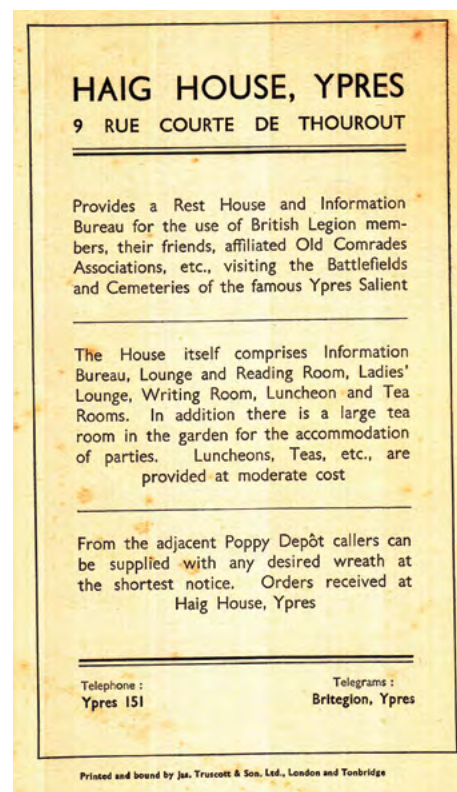 HAIG HOUSE, YPRES
9 RUE COURTE DE THOUROUT
Provides a Rest House and Information
Bureau for the use of British Legion mem-
bers, their friends, affiliated Old Comrades
Associations, etc., visiting the Battlefields
and Cemeteries of the famous Ypres Salient
The House itself comprises Information
Bureau, Lounge and Reading Room, Ladies'
Lounge, Writing Room, Luncheon and Tea
Rooms. In addition there is a large tea
room in the garden for the accommodation
of parties. Luncheons, Teas, etc., are
provided at moderate cost
From the adjacent Poppy Depôt callers can
be supplied with any desired wreath at
the shortest notice. Orders received at
Haig House, Ypres
Telephone :
Ypres 151
Telegrams :
Britegion, Ypres
Printed and bound by Jas. Truscott & Son, Ltd., London and Tonbridge